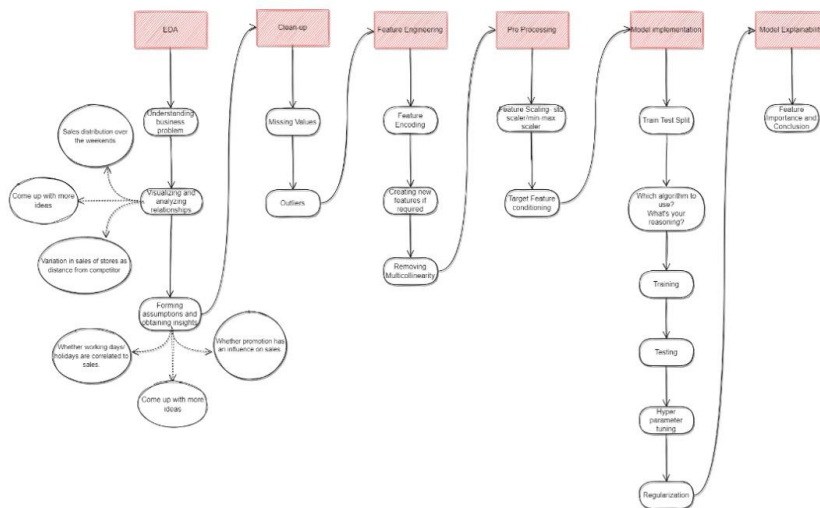 EDA
Understanding
business
problem
Sales distribution over
the weekends
Visualizing and
analyzing
relationships
Come up with more
ideas
Variation in sales of stores as
distance from competitor
Forming
assumptions and
obtaining insights
Whether working days/
holidays are correlated to
sales.
Come up with more
ideas
Whether promotion has
an influence on sales
Clean-up
Missing Values
Outliers
Feature Engineering
Feature
Encoding
Creating new
features if
required
Removing
Multicollinearity
Pre Processing
Feature Scaling- std
scaler/min-max
scaler
Target Feature
conditioning
Model implementation
Train Test Split
Which algorithm to
use?
What's your
reasoning?
Training
Testing
Hyper
parameter
tuning
Regularization
Model Explainability
Feature
Importance and
Conclusion